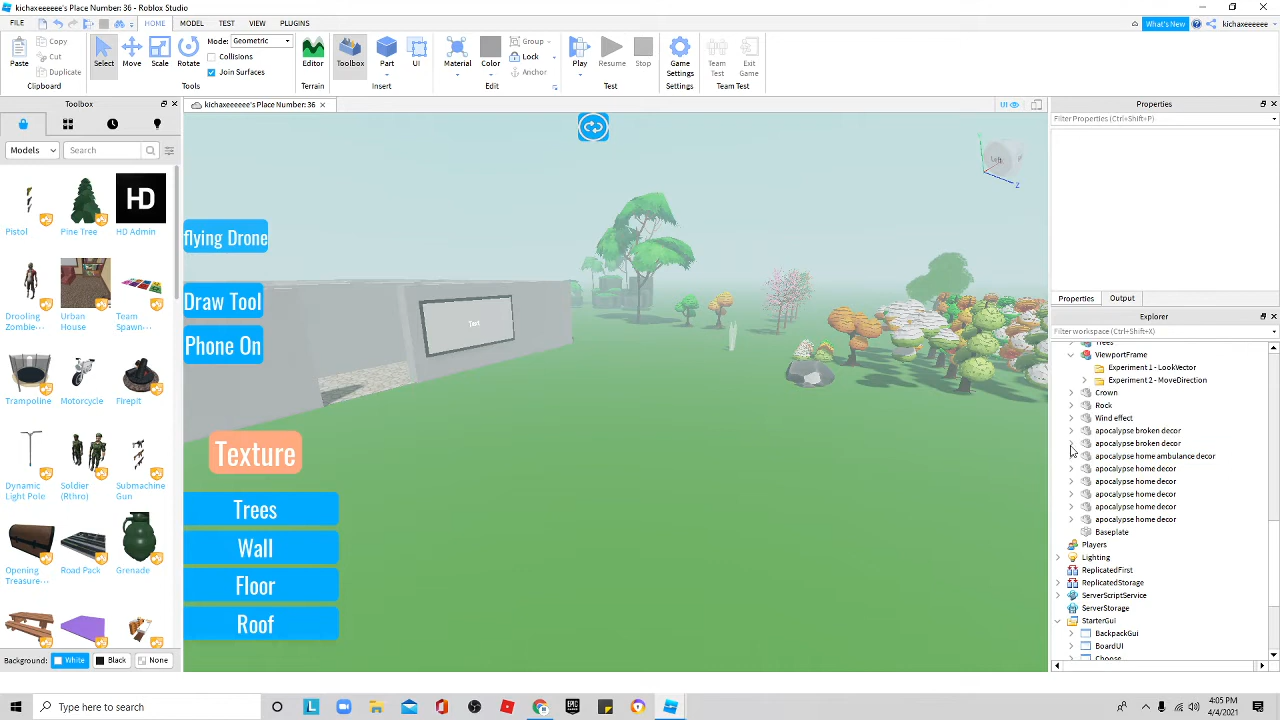 kichaxeeeeee's Place Number: 36 - Roblox Studio
FILE HOME MODEL TEST VIEW PLUGINS What's New kichaxeeeeee
Paste Copy Cut Duplicate Clipboard
Select Move Scale Rotate Mode: Geometric Collisions Join Surfaces Tools
Editor Terrain
Toolbox Part UI Insert
Material Color Group Lock Anchor Edit
Play Resume Stop Test
Game Settings Settings
Team Test Exit Game Team Test
Toolbox
kichaxeeeeee's Place Number: 36
UI
Models Search
Pistol Pine Tree HD Admin
HD
Drooling Zombie... Urban House Team Spawn...
Trampoline Motorcycle Firepit
Dynamic Light Pole Soldier (Rthro) Submachine Gun
Opening Treasure... Road Pack Grenade
Background: White Black None
flying Drone
Draw Tool
Phone On
Text
Texture
Trees
Wall
Floor
Roof
Left
Z
Properties
Filter Properties (Ctrl+Shift+P)
Properties Output
Explorer
Filter workspace (Ctrl+Shift+X)
Trees
ViewportFrame
Experiment 1 - LookVector
Experiment 2 - MoveDirection
Crown
Rock
Wind effect
apocalypse broken decor
apocalypse broken decor
apocalypse home ambulance decor
apocalypse home decor
apocalypse home decor
apocalypse home decor
apocalypse home decor
apocalypse home decor
Baseplate
Players
Lighting
ReplicatedFirst
ReplicatedStorage
ServerScriptService
ServerStorage
StarterGui
BackpackGui
BoardUI
Choose
Type here to search
L
EPIC GAMES
4:05 PM
4/4/2021